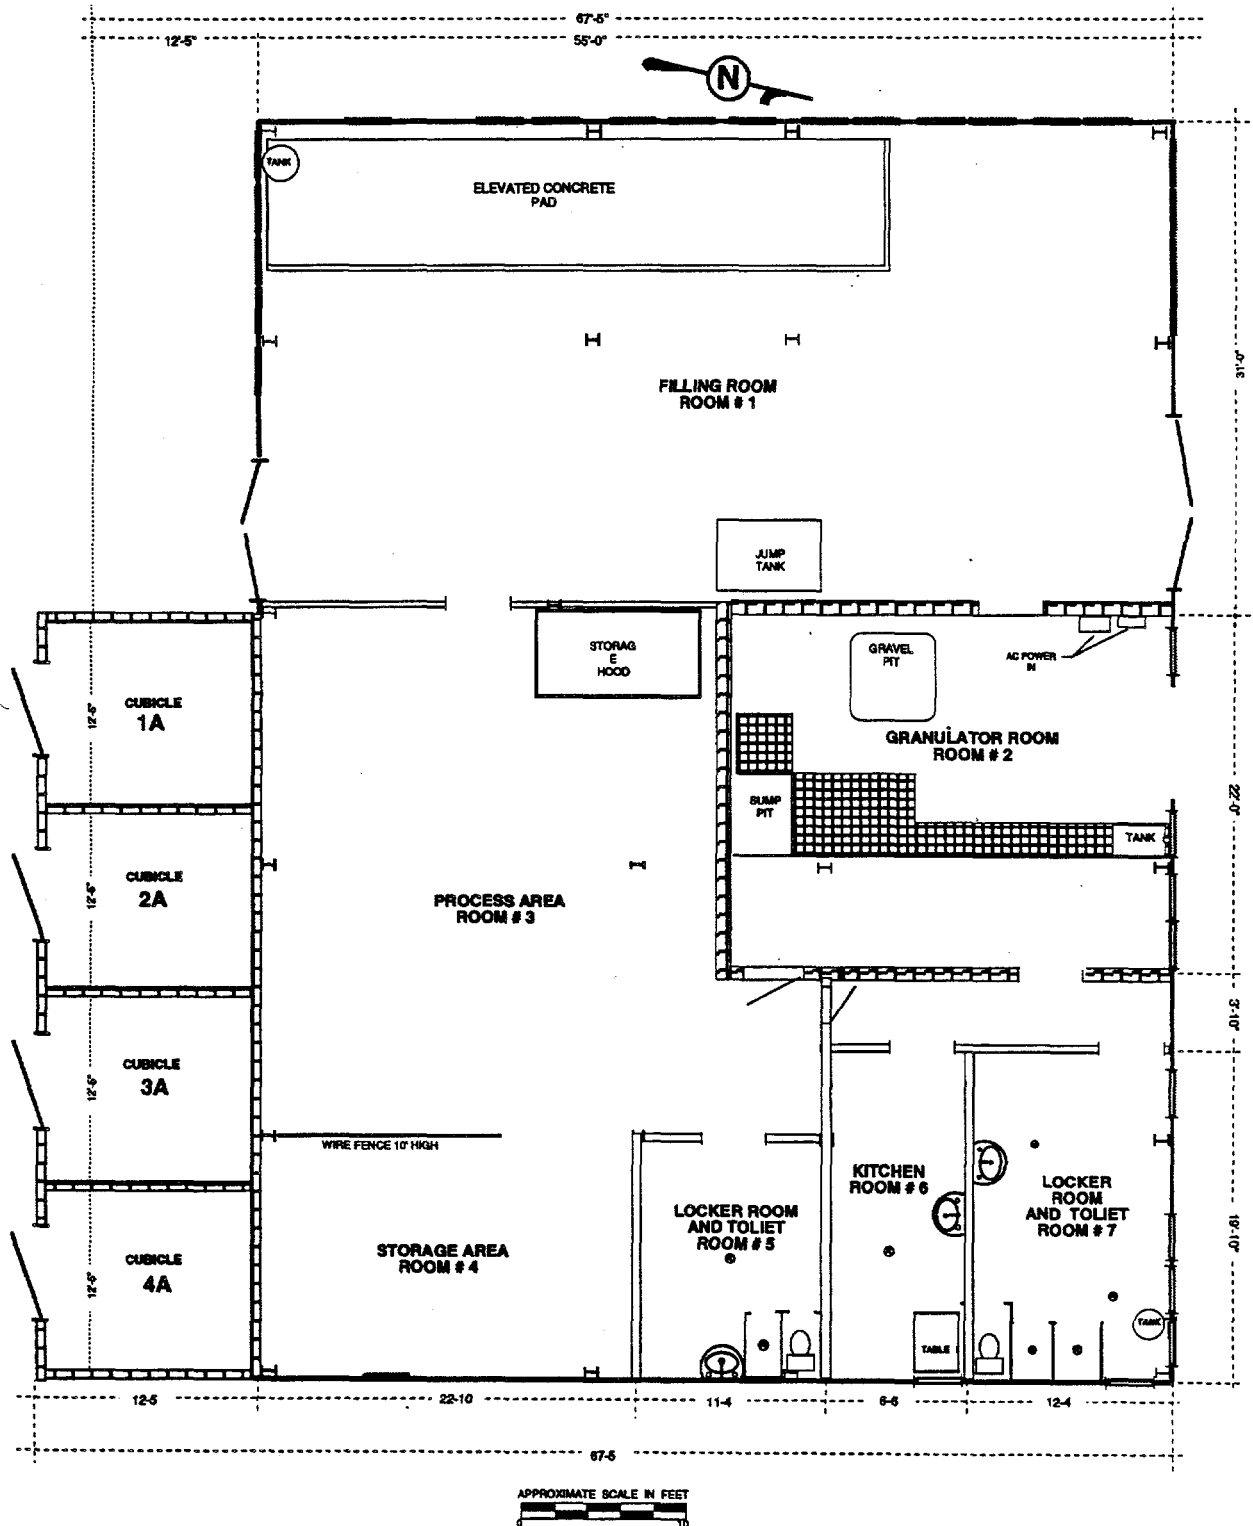 67'-5"
12'-5"
55'-0"
N
TANK
ELEVATED CONCRETE
PAD
31'-0"
FILLING ROOM
ROOM # 1
JUMP
TANK
STORAG
E
HOOD
GRAVEL
PIT
AC POWER
IN
CUBICLE
1A
12'-5"
GRANULATOR ROOM
ROOM # 2
22'-0"
SUMP
PIT
TANK
CUBICLE
2A
12'-5"
PROCESS AREA
ROOM # 3
3'-10"
CUBICLE
3A
12'-5"
WIRE FENCE 10' HIGH
KITCHEN
ROOM # 6
LOCKER
ROOM
AND TOLIET
ROOM # 7
LOCKER ROOM
AND TOLIET
ROOM # 5
19'-10"
STORAGE AREA
ROOM # 4
CUBICLE
4A
12'-5"
TANK
TABLE
12-5
22-10
11-4
6-6
12-4
67-5
APPROXIMATE SCALE IN FEET